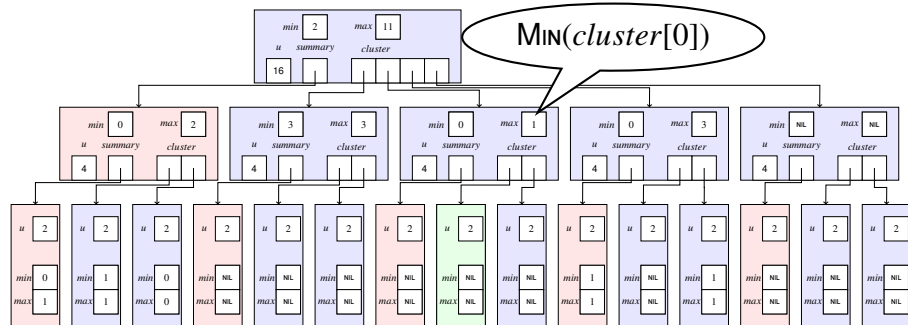 min 2 max 11
MIN(cluster[0])
u summary cluster
16
min 0 max 2 min 3 max 3 min 0 max 1 min 0 max 3 min NIL max NIL
u summary cluster u summary cluster u summary cluster u summary cluster u summary cluster
4 4 4 4 4
u 2 u 2 u 2 u 2 u 2 u 2 u 2 u 2 u 2 u 2 u 2 u 2 u 2 u 2 u 2
min 0 min 1 min 0 min NIL min NIL min NIL min NIL min NIL min NIL min 1 min NIL min 1 min NIL min NIL min NIL
max 1 max 1 max 0 max NIL max NIL max NIL max NIL max NIL max NIL max 1 max NIL max 1 max NIL max NIL max NIL